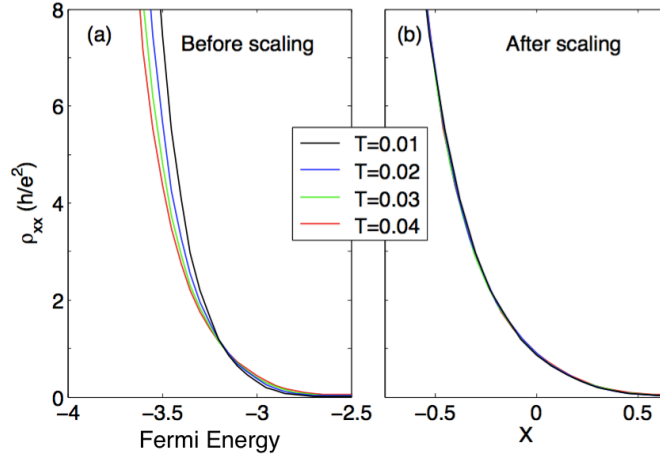 8
6
4
2
0
ρxx (h/e²)
(a)
Before scaling
(b)
After scaling
T=0.01
T=0.02
T=0.03
T=0.04
−4
−3.5
−3
−2.5
−0.5
0
0.5
Fermi Energy
X